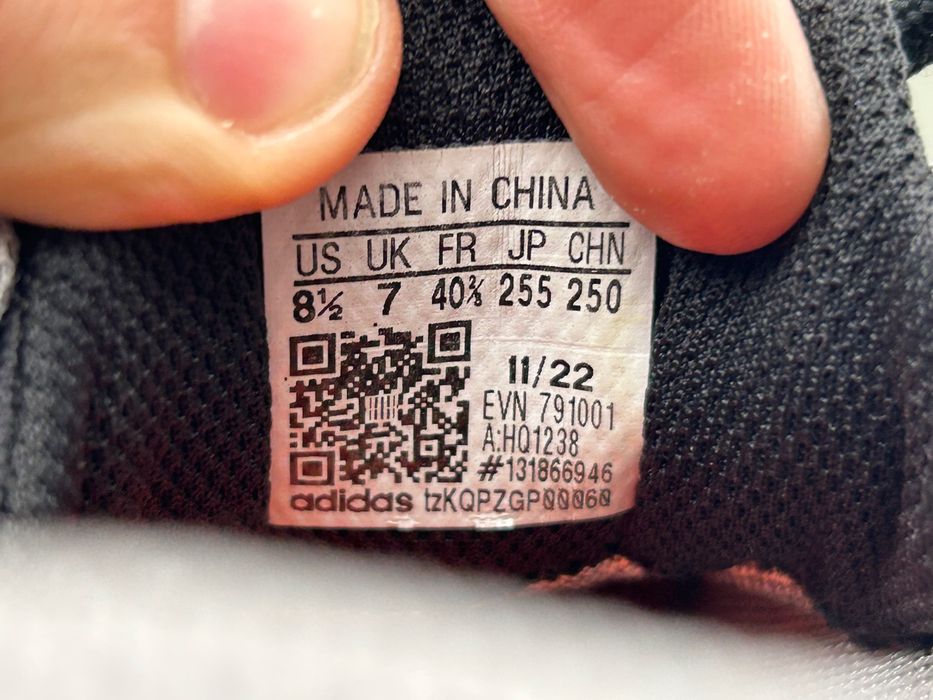 MADE IN CHINA
US UK FR JP CHN
8½ 7 40⅔ 255 250
11/22
EVN 791001
A:HQ1238
#131866946
adidas tzKQPZGP00060